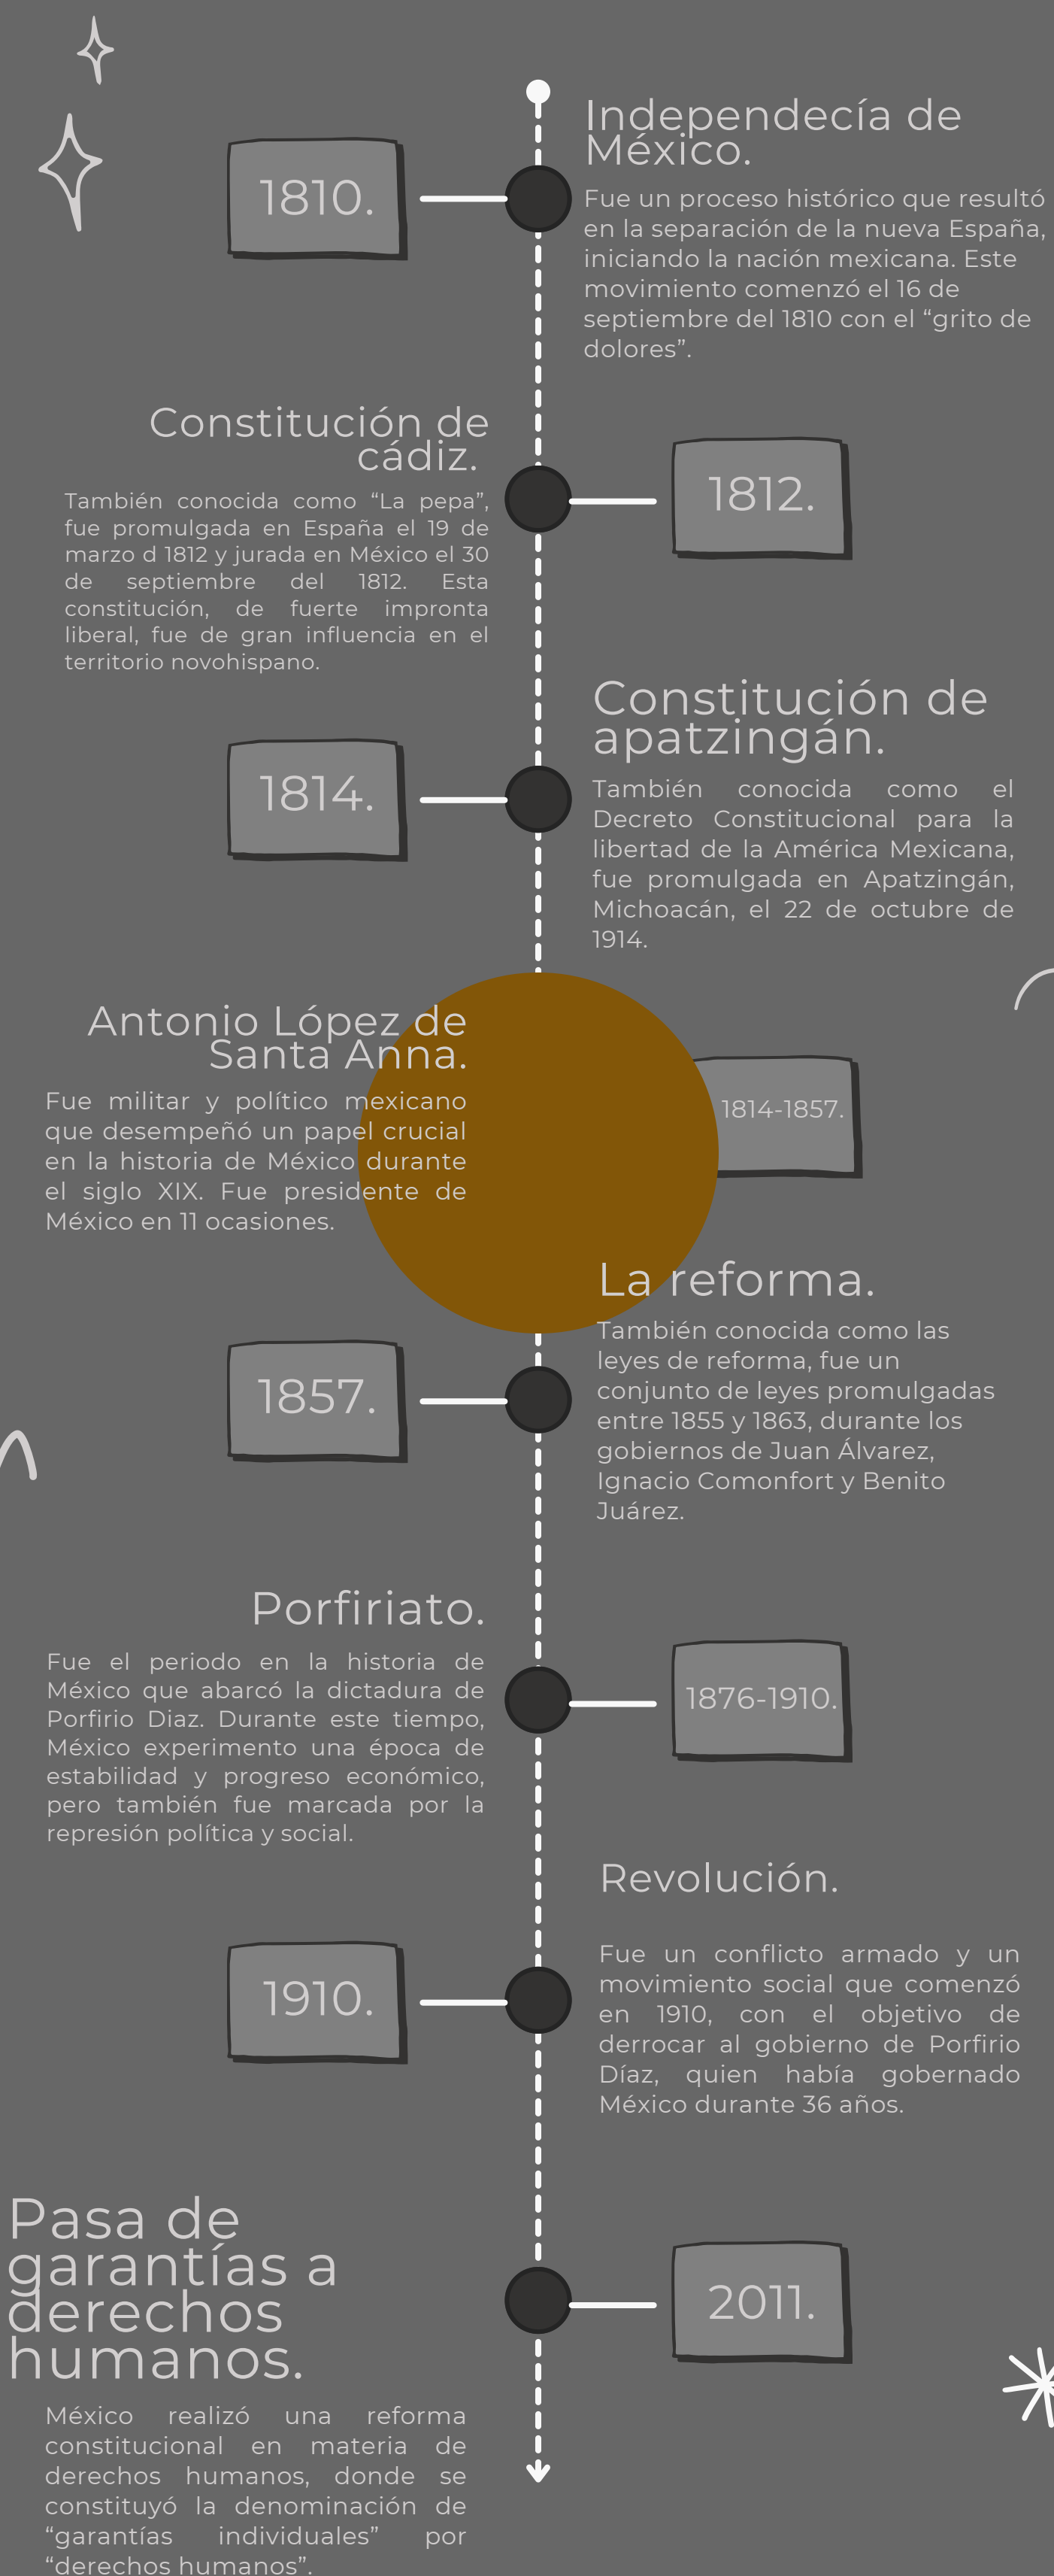 1810.
Independecía de
México.
Fue un proceso histórico que resultó
en la separación de la nueva España,
iniciando la nación mexicana. Este
movimiento comenzó el 16 de
septiembre del 1810 con el “grito de
dolores”.
Constitución de
cádiz.
También conocida como “La pepa”,
fue promulgada en España el 19 de
marzo d 1812 y jurada en México el 30
de septiembre del 1812. Esta
constitución, de fuerte impronta
liberal, fue de gran influencia en el
territorio novohispano.
1812.
1814.
Constitución de
apatzingán.
También conocida como el
Decreto Constitucional para la
libertad de la América Mexicana,
fue promulgada en Apatzingán,
Michoacán, el 22 de octubre de
1914.
Antonio López de
Santa Anna.
Fue militar y político mexicano
que desempeñó un papel crucial
en la historia de México durante
el siglo XIX. Fue presidente de
México en 11 ocasiones.
1814-1857.
1857.
La reforma.
También conocida como las
leyes de reforma, fue un
conjunto de leyes promulgadas
entre 1855 y 1863, durante los
gobiernos de Juan Álvarez,
Ignacio Comonfort y Benito
Juárez.
Porfiriato.
Fue el periodo en la historia de
México que abarcó la dictadura de
Porfirio Diaz. Durante este tiempo,
México experimento una época de
estabilidad y progreso económico,
pero también fue marcada por la
represión política y social.
1876-1910.
1910.
Revolución.
Fue un conflicto armado y un
movimiento social que comenzó
en 1910, con el objetivo de
derrocar al gobierno de Porfirio
Díaz, quien había gobernado
México durante 36 años.
Pasa de
garantías a
derechos
humanos.
México realizó una reforma
constitucional en materia de
derechos humanos, donde se
constituyó la denominación de
“garantías individuales” por
“derechos humanos”.
2011.